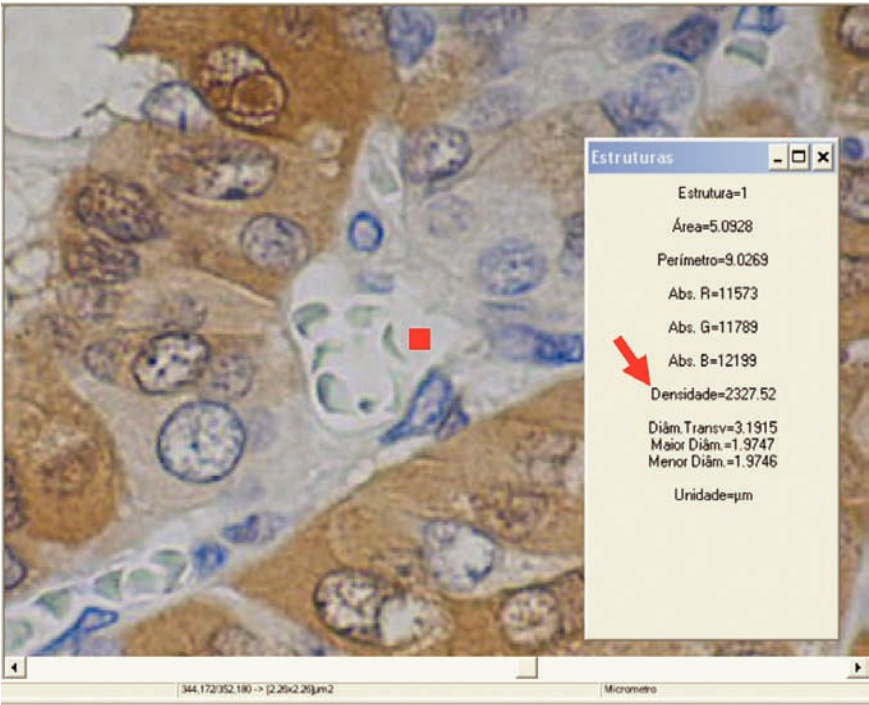 Estruturas
Estrutura=1
Área=5.0928
Perímetro=9.0269
Abs. R=11573
Abs. G=11789
Abs. B=12199
Densidade=2327.52
Diâm.Transv=3.1915
Maior Diâm.=1.9747
Menor Diâm.=1.9746
Unidade=µm
344,172/352,180 -> [2.26x2.26]µm2
Micrometro